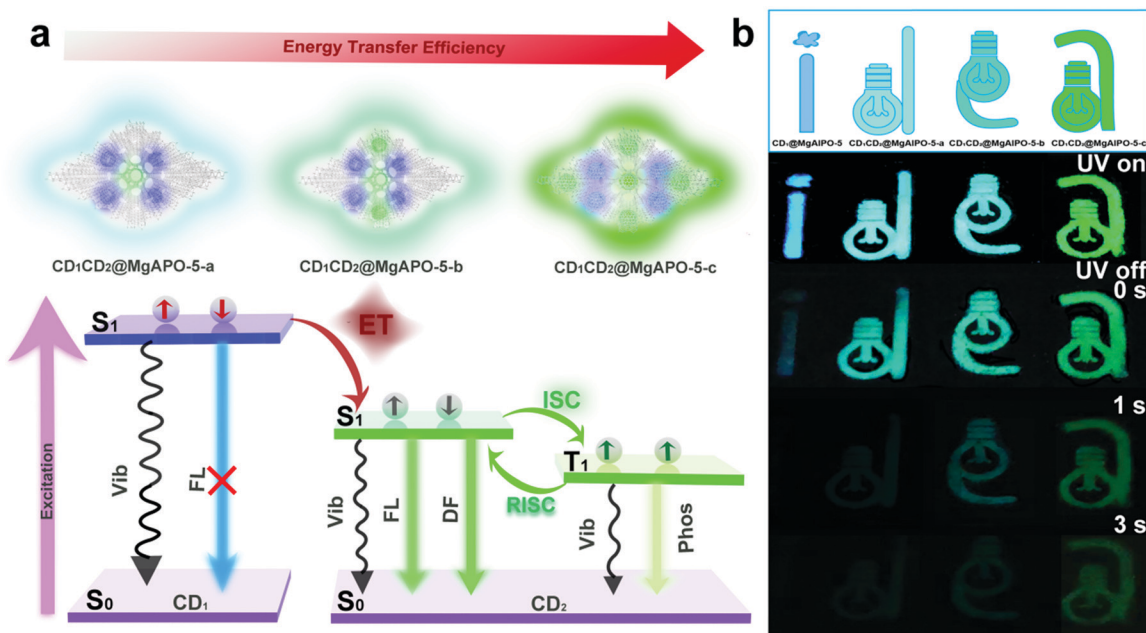 a
Energy Transfer Efficiency
CD1CD2@MgAPO-5-a
CD1CD2@MgAPO-5-b
CD1CD2@MgAPO-5-c
Excitation
S1
Vib
FL
S0
CD1
ET
S1
Vib
FL
DF
ISC
RISC
T1
Vib
Phos
S0
CD2
b
CD1@MgAlPO-5
CD1CD2@MgAlPO-5-a
CD1CD2@MgAlPO-5-b
CD1CD2@MgAlPO-5-c
UV on
UV off
0 s
1 s
3 s